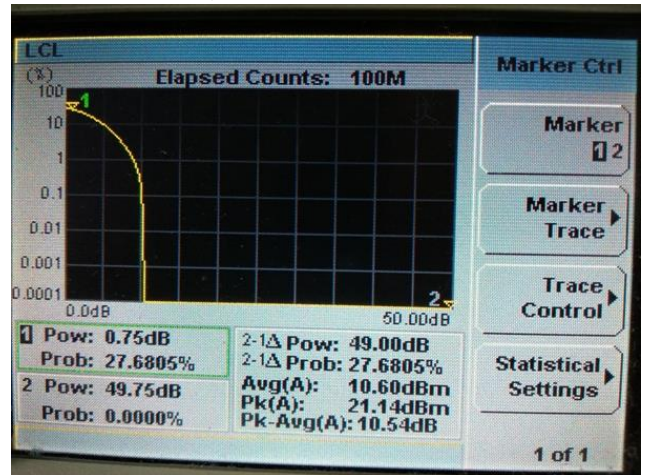 LCL
(%)
Elapsed Counts: 100M
100
1
10
1
0.1
0.01
0.001
0.0001
2
0.0dB
50.00dB
1 Pow: 0.75dB
Prob: 27.6805%
2 Pow: 49.75dB
Prob: 0.0000%
2-1Δ Pow: 49.00dB
2-1Δ Prob: 27.6805%
Avg(A): 10.60dBm
Pk(A): 21.14dBm
Pk-Avg(A): 10.54dB
Marker Ctrl
Marker
1 2
Marker
Trace
Trace
Control
Statistical
Settings
1 of 1